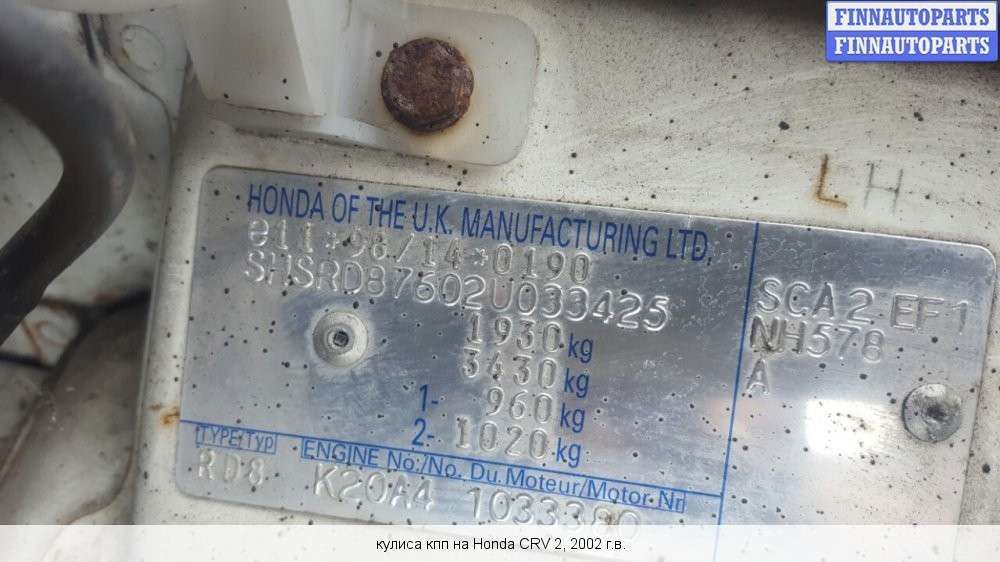 FINNAUTOPARTS
FINNAUTOPARTS
L H
HONDA OF THE U.K. MANUFACTURING LTD.
e11*98/14*0190
SHSRD87602U033425
1930 kg
3430 kg
1- 960 kg
2- 1020 kg
SCA2 EF1
NH578
A
TYPE/Typ
RD8
ENGINE No:/No. Du. Moteur/Motor Nr
K20A4 1033380
кулиса кпп на Honda CRV 2, 2002 г.в.